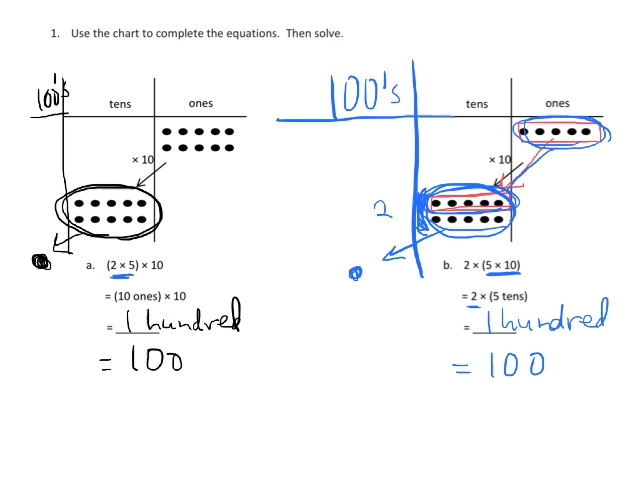 1. Use the chart to complete the equations. Then solve.
100's tens ones
× 10
a. (2 × 5) × 10
= (10 ones) × 10
= 1 hundred
= 100
100's tens ones
× 10
2
b. 2 × (5 × 10)
= 2 × (5 tens)
= 1 hundred
= 100